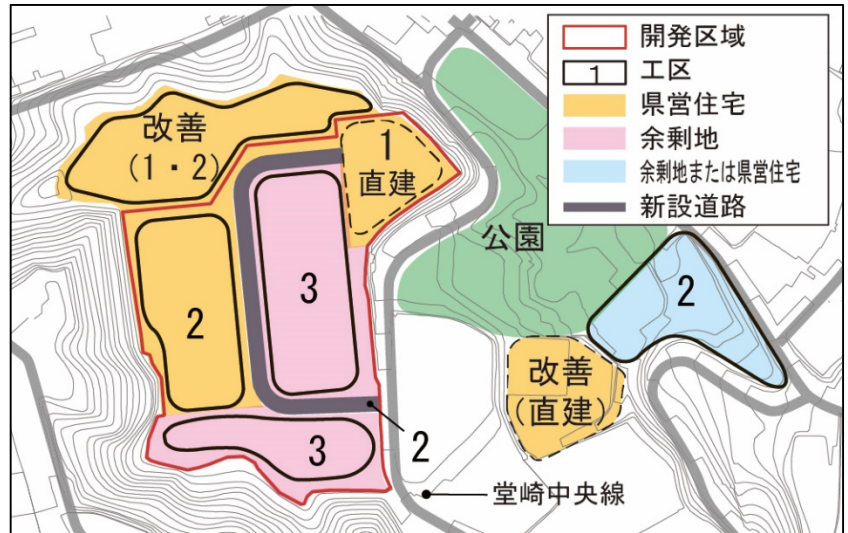 開発区域
1 工区
県営住宅
余剰地
余剰地または県営住宅
新設道路
改善
(1・2)
1
直建
公園
2
3
2
改善
(直建)
3
2
堂崎中央線